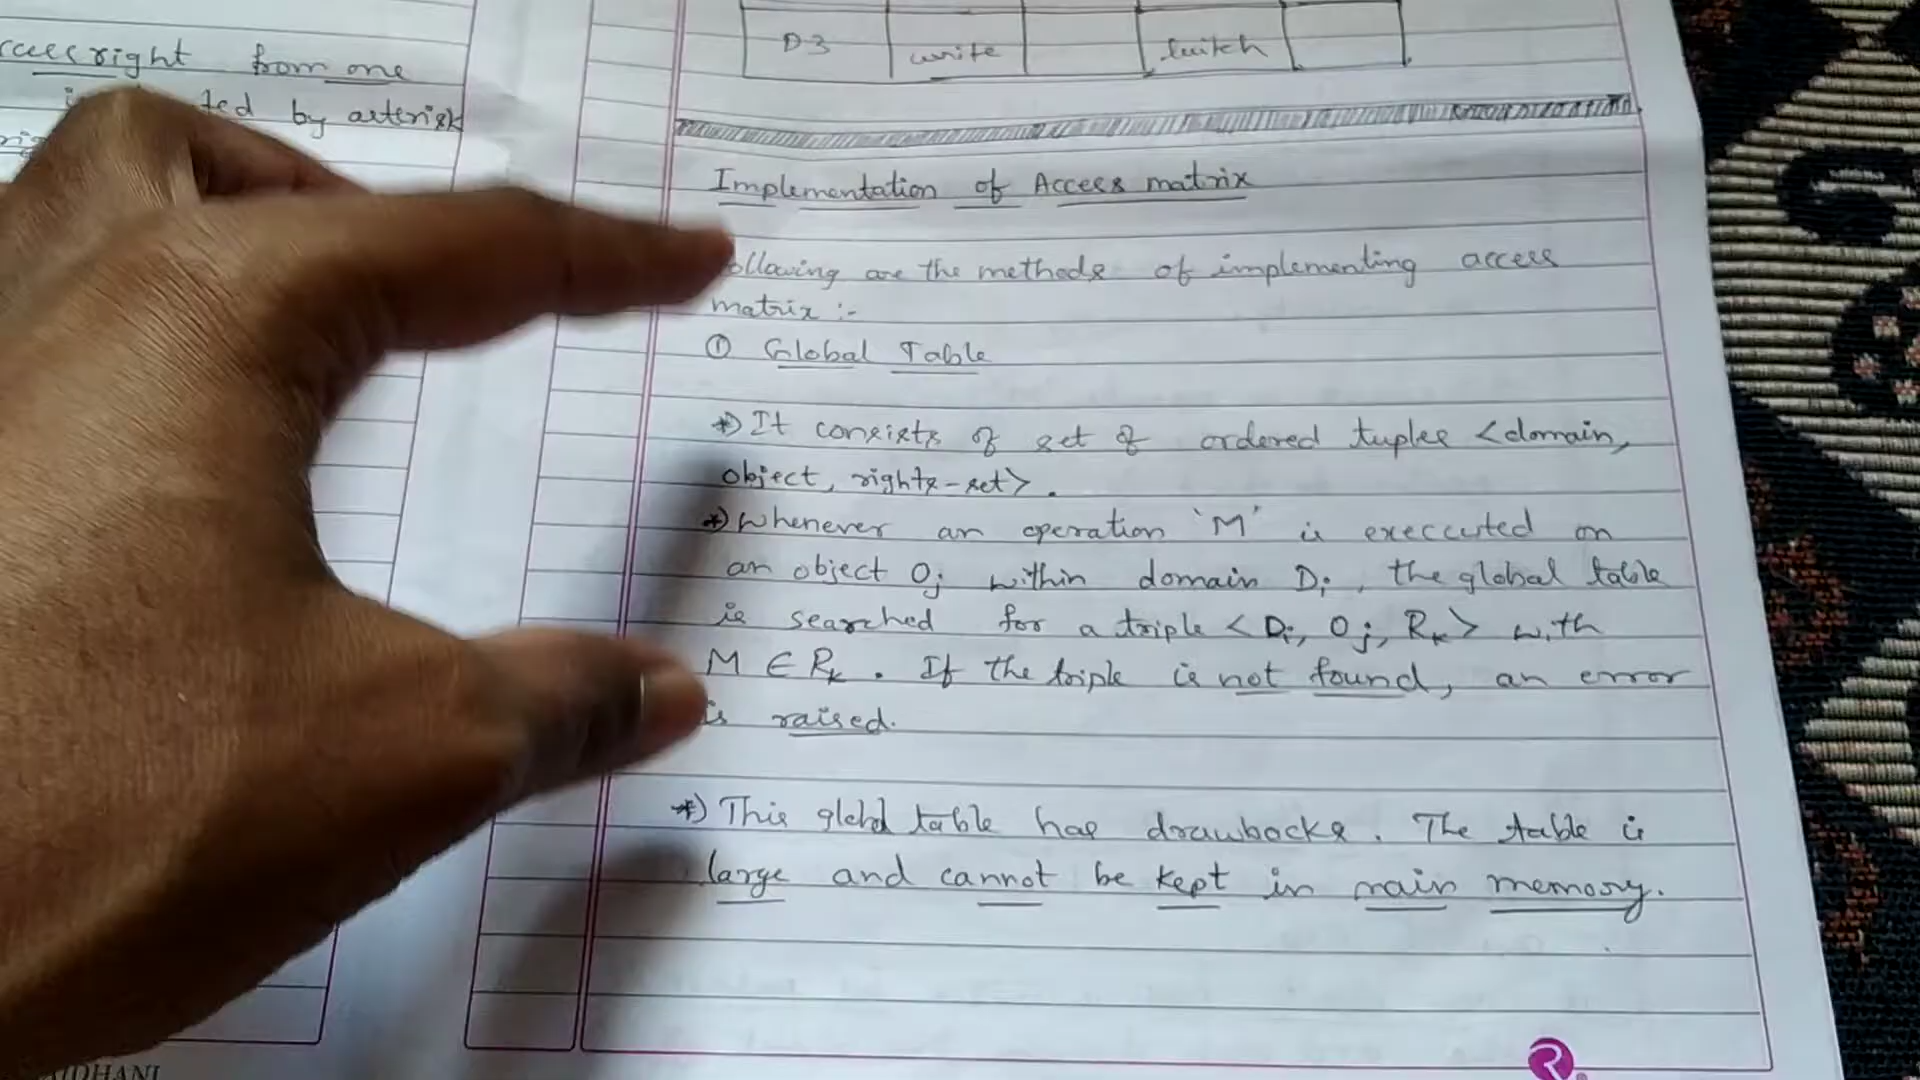 ccess right from one
ted by asterisk
D3 write switch
Implementation of Access matrix
ollowing are the methods of implementing access
matrix :-
① Global Table
*) It consists of set of ordered tuples <domain,
object, rights-set> .
*) Whenever an operation 'M' is execcuted on
an object Oj within domain Di , the global table
is searched for a triple <Di, Oj, Rk> with
M ∈ Rk . If the triple is not found, an error
is raised.
*) This glebal table has drawbacks. The table is
large and cannot be kept in main memory.
R